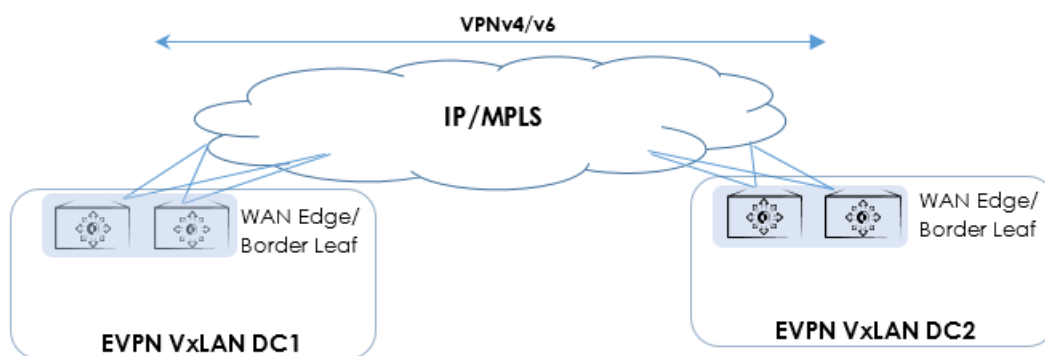 VPNv4/v6
IP/MPLS
WAN Edge/
Border Leaf
WAN Edge/
Border Leaf
EVPN VxLAN DC1
EVPN VxLAN DC2